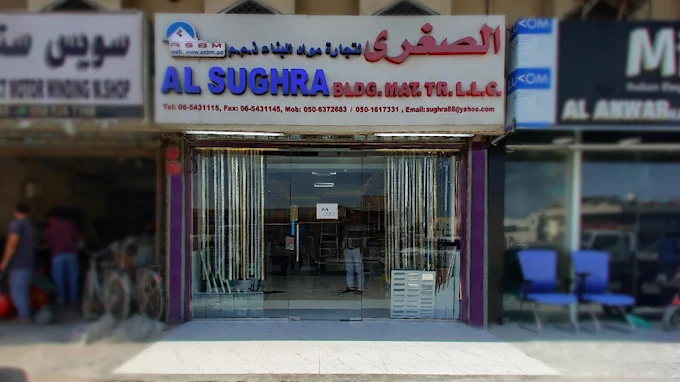 سويس
MOTOR WINDING W.SHOP
RSBM
الصغرى لتجارة مواد البناء ذ.م.م
AL SUGHRA BLDG. MAT. TR. L.L.C.
Tel: 06-5431115, Fax: 06-5431145, Mob: 050-6372683 / 050-1617331 , Email:sughra88@yahoo.com
AL ANWAR